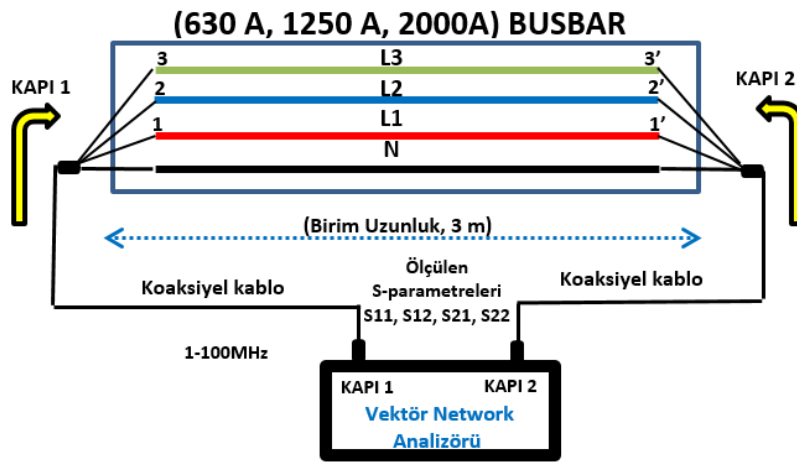 (630 A, 1250 A, 2000A) BUSBAR
3 L3 3’
KAPI 1
KAPI 2
2 L2 2’
1 L1 1’
N
(Birim Uzunluk, 3 m)
Ölçülen
S-parametreleri
S11, S12, S21, S22
Koaksiyel kablo
Koaksiyel kablo
1-100MHz
KAPI 1
KAPI 2
Vektör Network
Analizörü